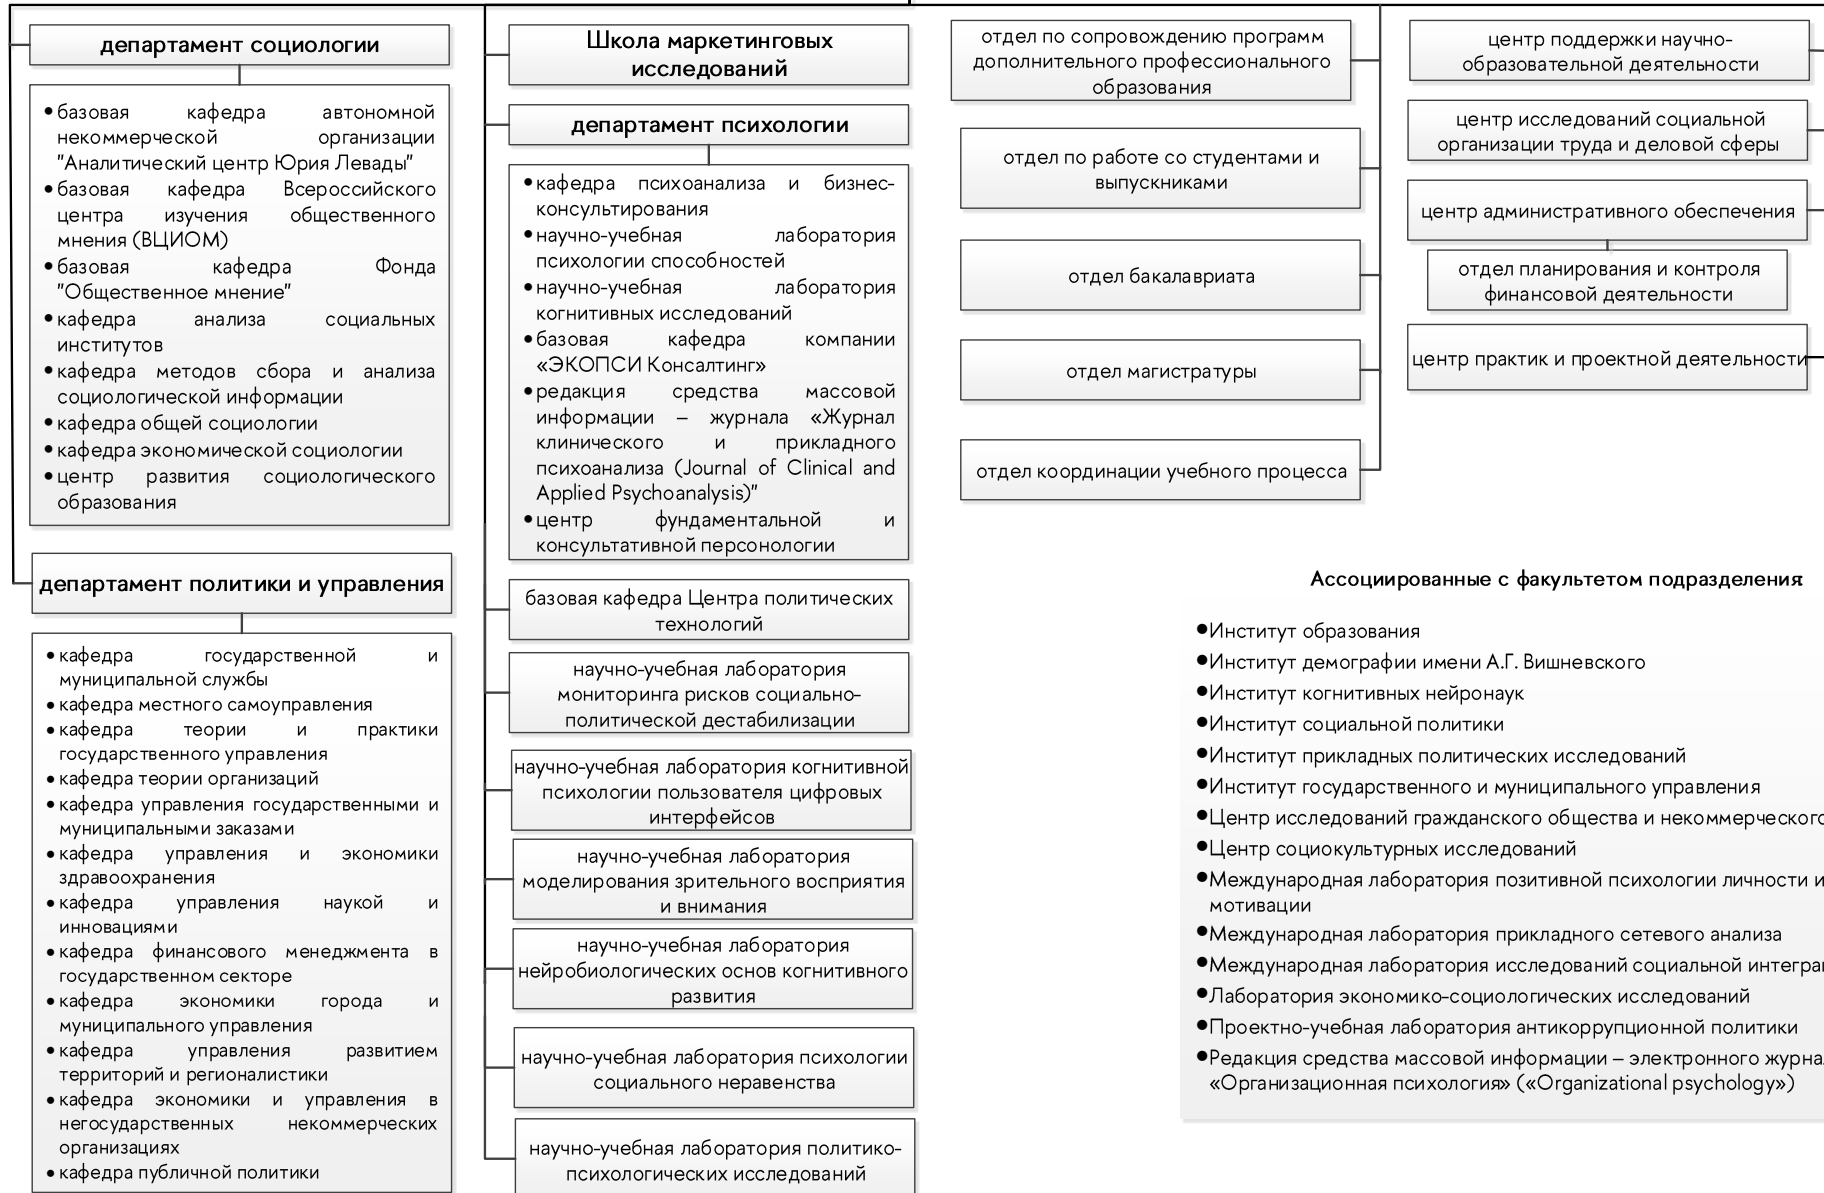 департамент социологии
•базовая кафедра автономной
некоммерческой организации
"Аналитический центр Юрия Левады"
•базовая кафедра Всероссийского
центра изучения общественного
мнения (ВЦИОМ)
•базовая кафедра Фонда
"Общественное мнение"
•кафедра анализа социальных
институтов
•кафедра методов сбора и анализа
социологической информации
•кафедра общей социологии
•кафедра экономической социологии
•центр развития социологического
образования
департамент политики и управления
•кафедра государственной и
муниципальной службы
•кафедра местного самоуправления
•кафедра теории и практики
государственного управления
•кафедра теории организаций
•кафедра управления государственными и
муниципальными заказами
•кафедра управления и экономики
здравоохранения
•кафедра управления наукой и
инновациями
•кафедра финансового менеджмента в
государственном секторе
•кафедра экономики города и
муниципального управления
•кафедра управления развитием
территорий и регионалистики
•кафедра экономики и управления в
негосударственных некоммерческих
организациях
•кафедра публичной политики
Школа маркетинговых
исследований
департамент психологии
•кафедра психоанализа и бизнес-
консультирования
•научно-учебная лаборатория
психологии способностей
•научно-учебная лаборатория
когнитивных исследований
•базовая кафедра компании
«ЭКОПСИ Консалтинг»
•редакция средства массовой
информации – журнала «Журнал
клинического и прикладного
психоанализа (Journal of Clinical and
Applied Psychoanalysis)"
•центр фундаментальной и
консультативной персонологии
базовая кафедра Центра политических
технологий
научно-учебная лаборатория
мониторинга рисков социально-
политической дестабилизации
научно-учебная лаборатория когнитивной
психологии пользователя цифровых
интерфейсов
научно-учебная лаборатория
моделирования зрительного восприятия
и внимания
научно-учебная лаборатория
нейробиологических основ когнитивного
развития
научно-учебная лаборатория психологии
социального неравенства
научно-учебная лаборатория политико-
психологических исследований
отдел по сопровождению программ
дополнительного профессионального
образования
отдел по работе со студентами и
выпускниками
отдел бакалавриата
отдел магистратуры
отдел координации учебного процесса
центр поддержки научно-
образовательной деятельности
центр исследований социальной
организации труда и деловой сферы
центр административного обеспечения
отдел планирования и контроля
финансовой деятельности
центр практик и проектной деятельности
Ассоциированные с факультетом подразделения:
•Институт образования
•Институт демографии имени А.Г. Вишневского
•Институт когнитивных нейронаук
•Институт социальной политики
•Институт прикладных политических исследований
•Институт государственного и муниципального управления
•Центр исследований гражданского общества и некоммерческого
•Центр социокультурных исследований
•Международная лаборатория позитивной психологии личности и
мотивации
•Международная лаборатория прикладного сетевого анализа
•Международная лаборатория исследований социальной
•Лаборатория экономико-социологических исследований
•Проектно-учебная лаборатория антикоррупционной политики
•Редакция средства массовой информации – электронного
«Организационная психология» («Organizational psychology»)